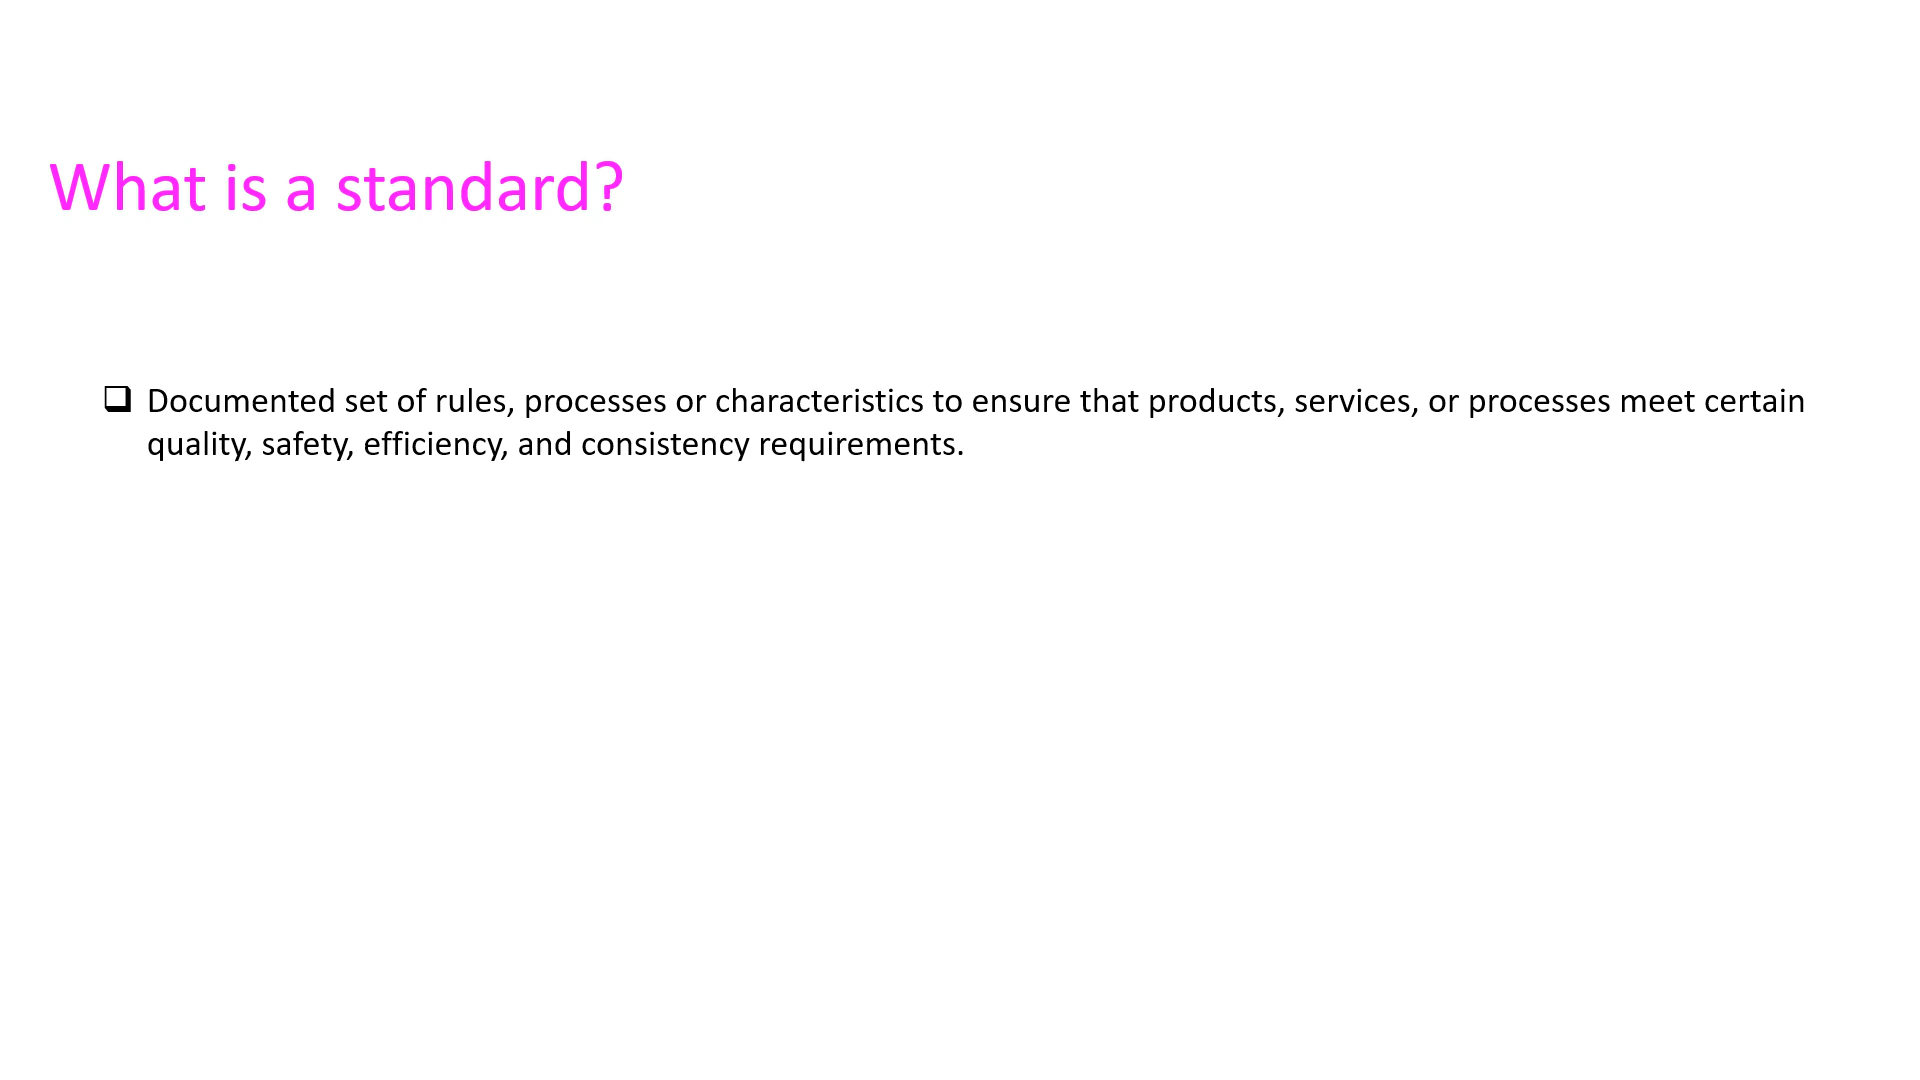 What is a standard?
❑ Documented set of rules, processes or characteristics to ensure that products, services, or processes meet certain
quality, safety, efficiency, and consistency requirements.